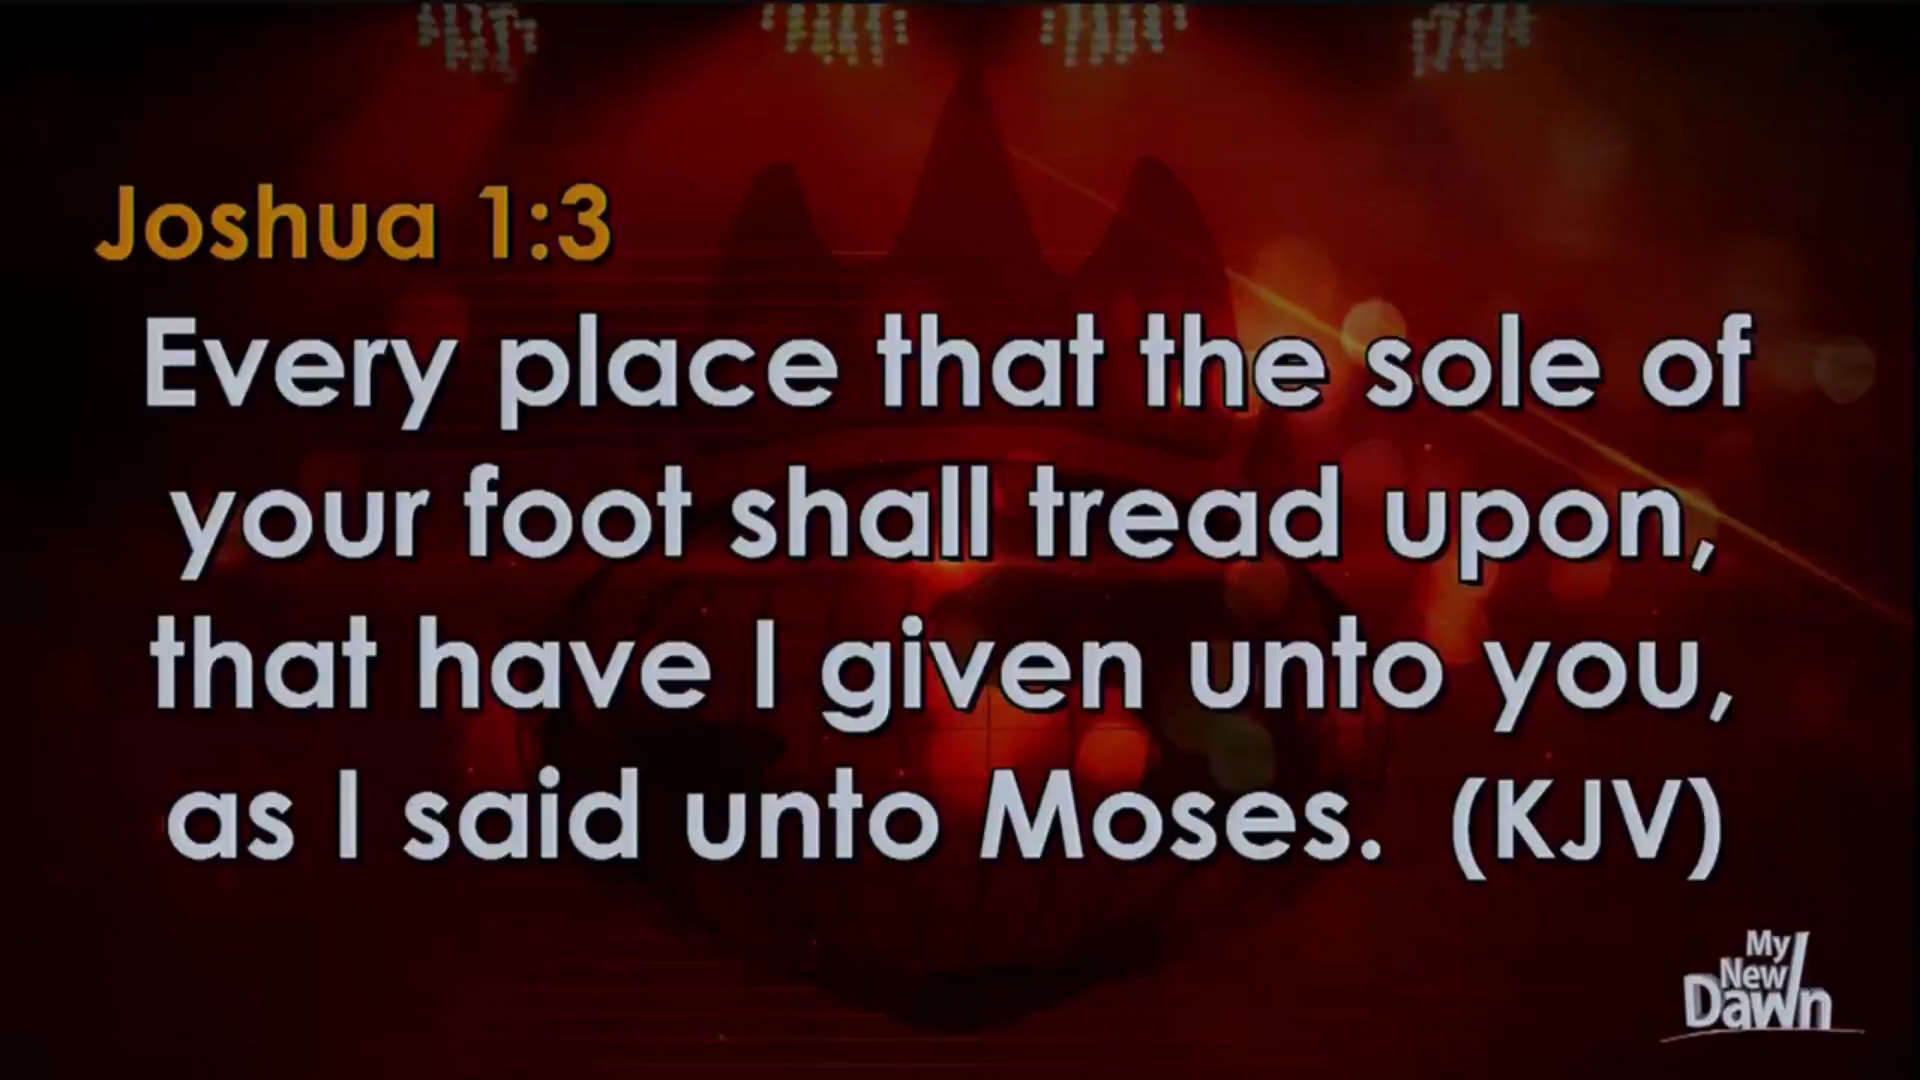 Joshua 1:3
Every place that the sole of
your foot shall tread upon,
that have I given unto you,
as I said unto Moses. (KJV)
My
New
Dawn